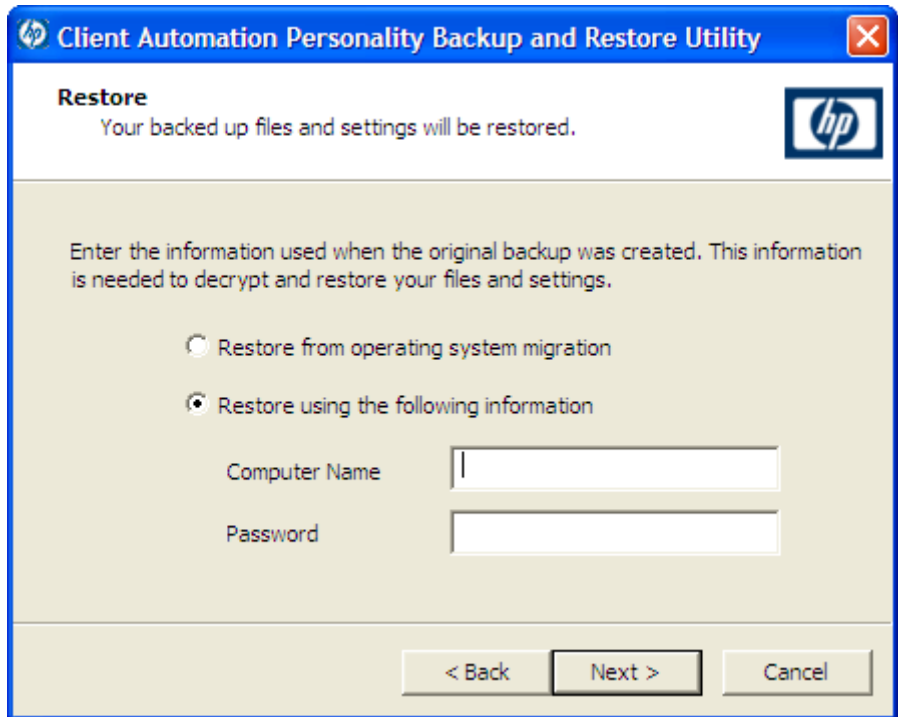 Client Automation Personality Backup and Restore Utility
Restore
Your backed up files and settings will be restored.
hp
Enter the information used when the original backup was created. This information
is needed to decrypt and restore your files and settings.
Restore from operating system migration
Restore using the following information
Computer Name
Password
< Back
Next >
Cancel